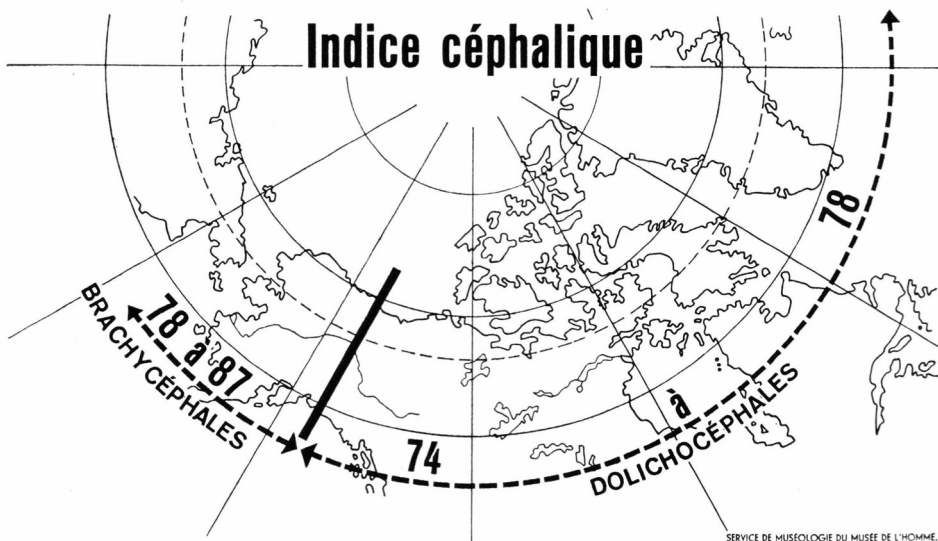 Indice céphalique
78 à 87
BRACHYCÉPHALES
74
à
78
DOLICHOCÉPHALES
SERVICE DE MUSÉOLOGIE DU MUSÉE DE L'HOMME.